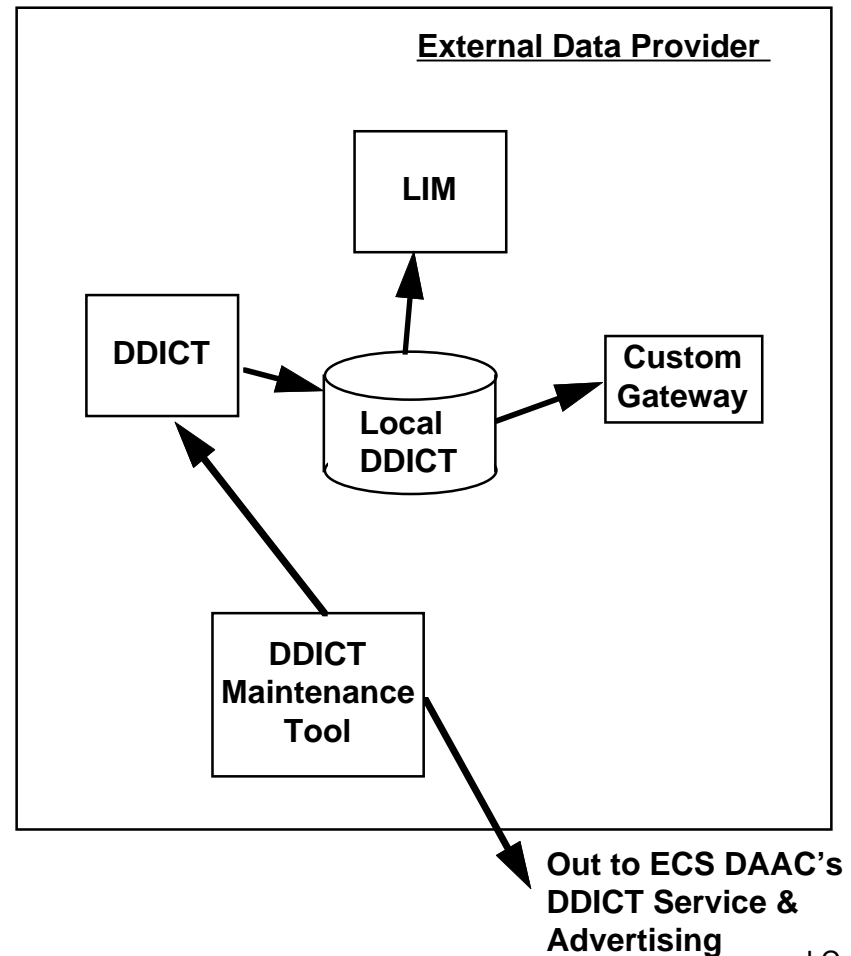 External Data Provider
LIM
DDICT
Custom
Gateway
Local
DDICT
DDICT
Maintenance
Tool
Out to ECS DAAC's
DDICT Service &
Advertising